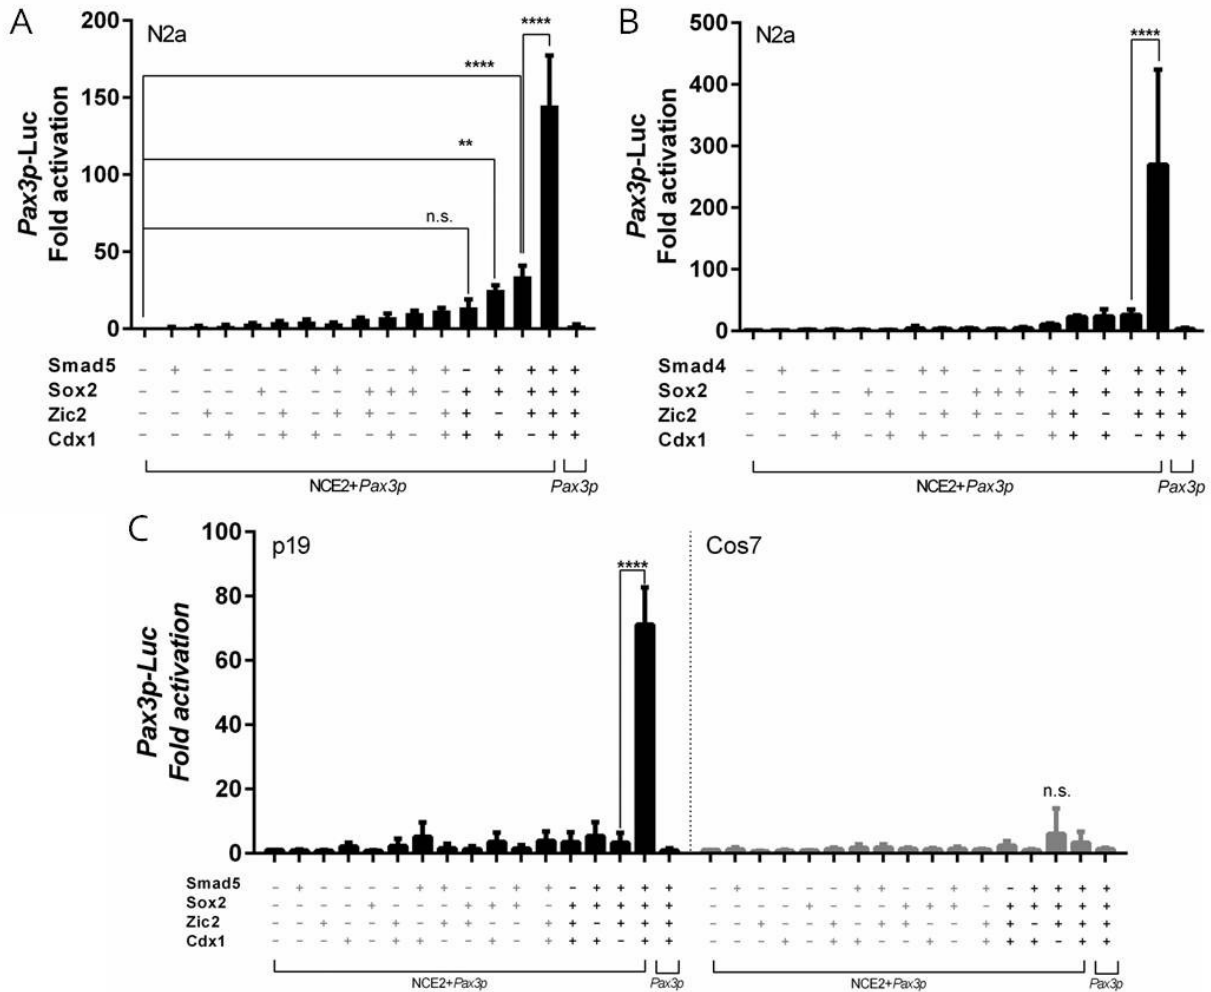 A
N2a
200
150
100
50
0
Pax3p-Luc
Fold activation
n.s.
**
****
****
Smad5 - + - - - - + + - - + + - + + + +
Sox2 - - - - + - - - + + + - + + + + +
Zic2 - - + - - + - + + - - + + - + + +
Cdx1 - - - + - + + - - + - + + + - + +
NCE2+Pax3p Pax3p
B
N2a
500
400
300
200
100
0
Pax3p-Luc
Fold activation
****
Smad4 - + - - - - + + - - + + - + + + +
Sox2 - - - - + - - - + + + - + + + + +
Zic2 - - + - - + - + + - - + + - + + +
Cdx1 - - - + - + + - - + - + + + - + +
NCE2+Pax3p Pax3p
C
p19
Cos7
100
80
60
40
20
0
Pax3p-Luc
Fold activation
****
n.s.
Smad5 - + - - - - + + - - + + - + + + + - + - - - - + + - - + + - + + + +
Sox2 - - - - + - - - + + + - + + + + + - - - - + - - - + + + - + + + + +
Zic2 - - + - - + - + + - - + + - + + + - - + - - + - + + - - + + - + + +
Cdx1 - - - + - + + - - + - + + + - + + - - - + - + + - - + - + + + - + +
NCE2+Pax3p Pax3p NCE2+Pax3p Pax3p